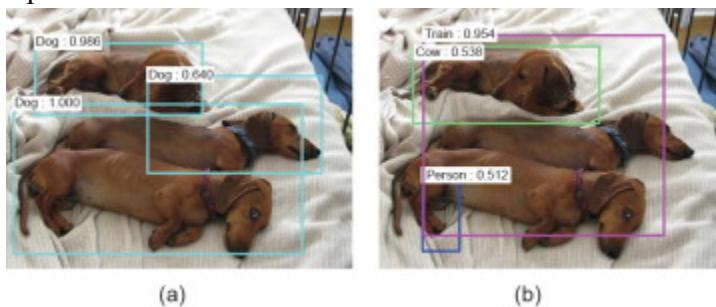 Dog : 0.986
Dog : 0.640
Dog : 1.000
Train : 0.954
Cow : 0.538
Person : 0.512
(a)
(b)